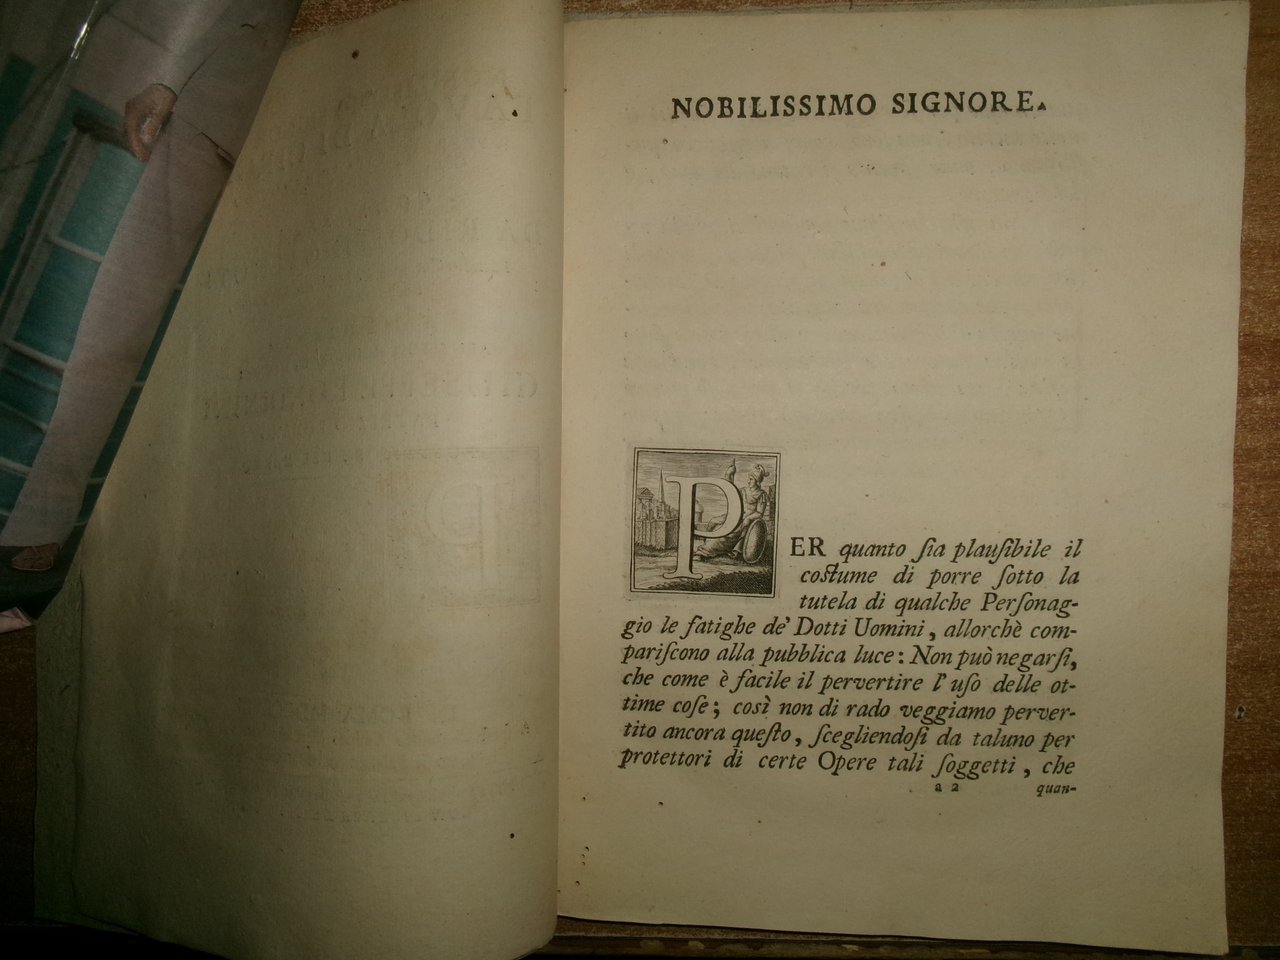 NOBILISSIMO SIGNORE.
PER quanto ſia plauſibile il
coſtume di porre ſotto la
tutela di qualche Perſonag-
gio le fatighe de' Dotti Uomini, allorchè com-
pariſcono alla pubblica luce: Non può negarſi,
che come è facile il pervertire l' uſo delle ot-
time coſe; così non di rado veggiamo perver-
tito ancora queſto, ſcegliendoſi da taluno per
protettori di certe Opere tali ſoggetti, che
a 2 quan-